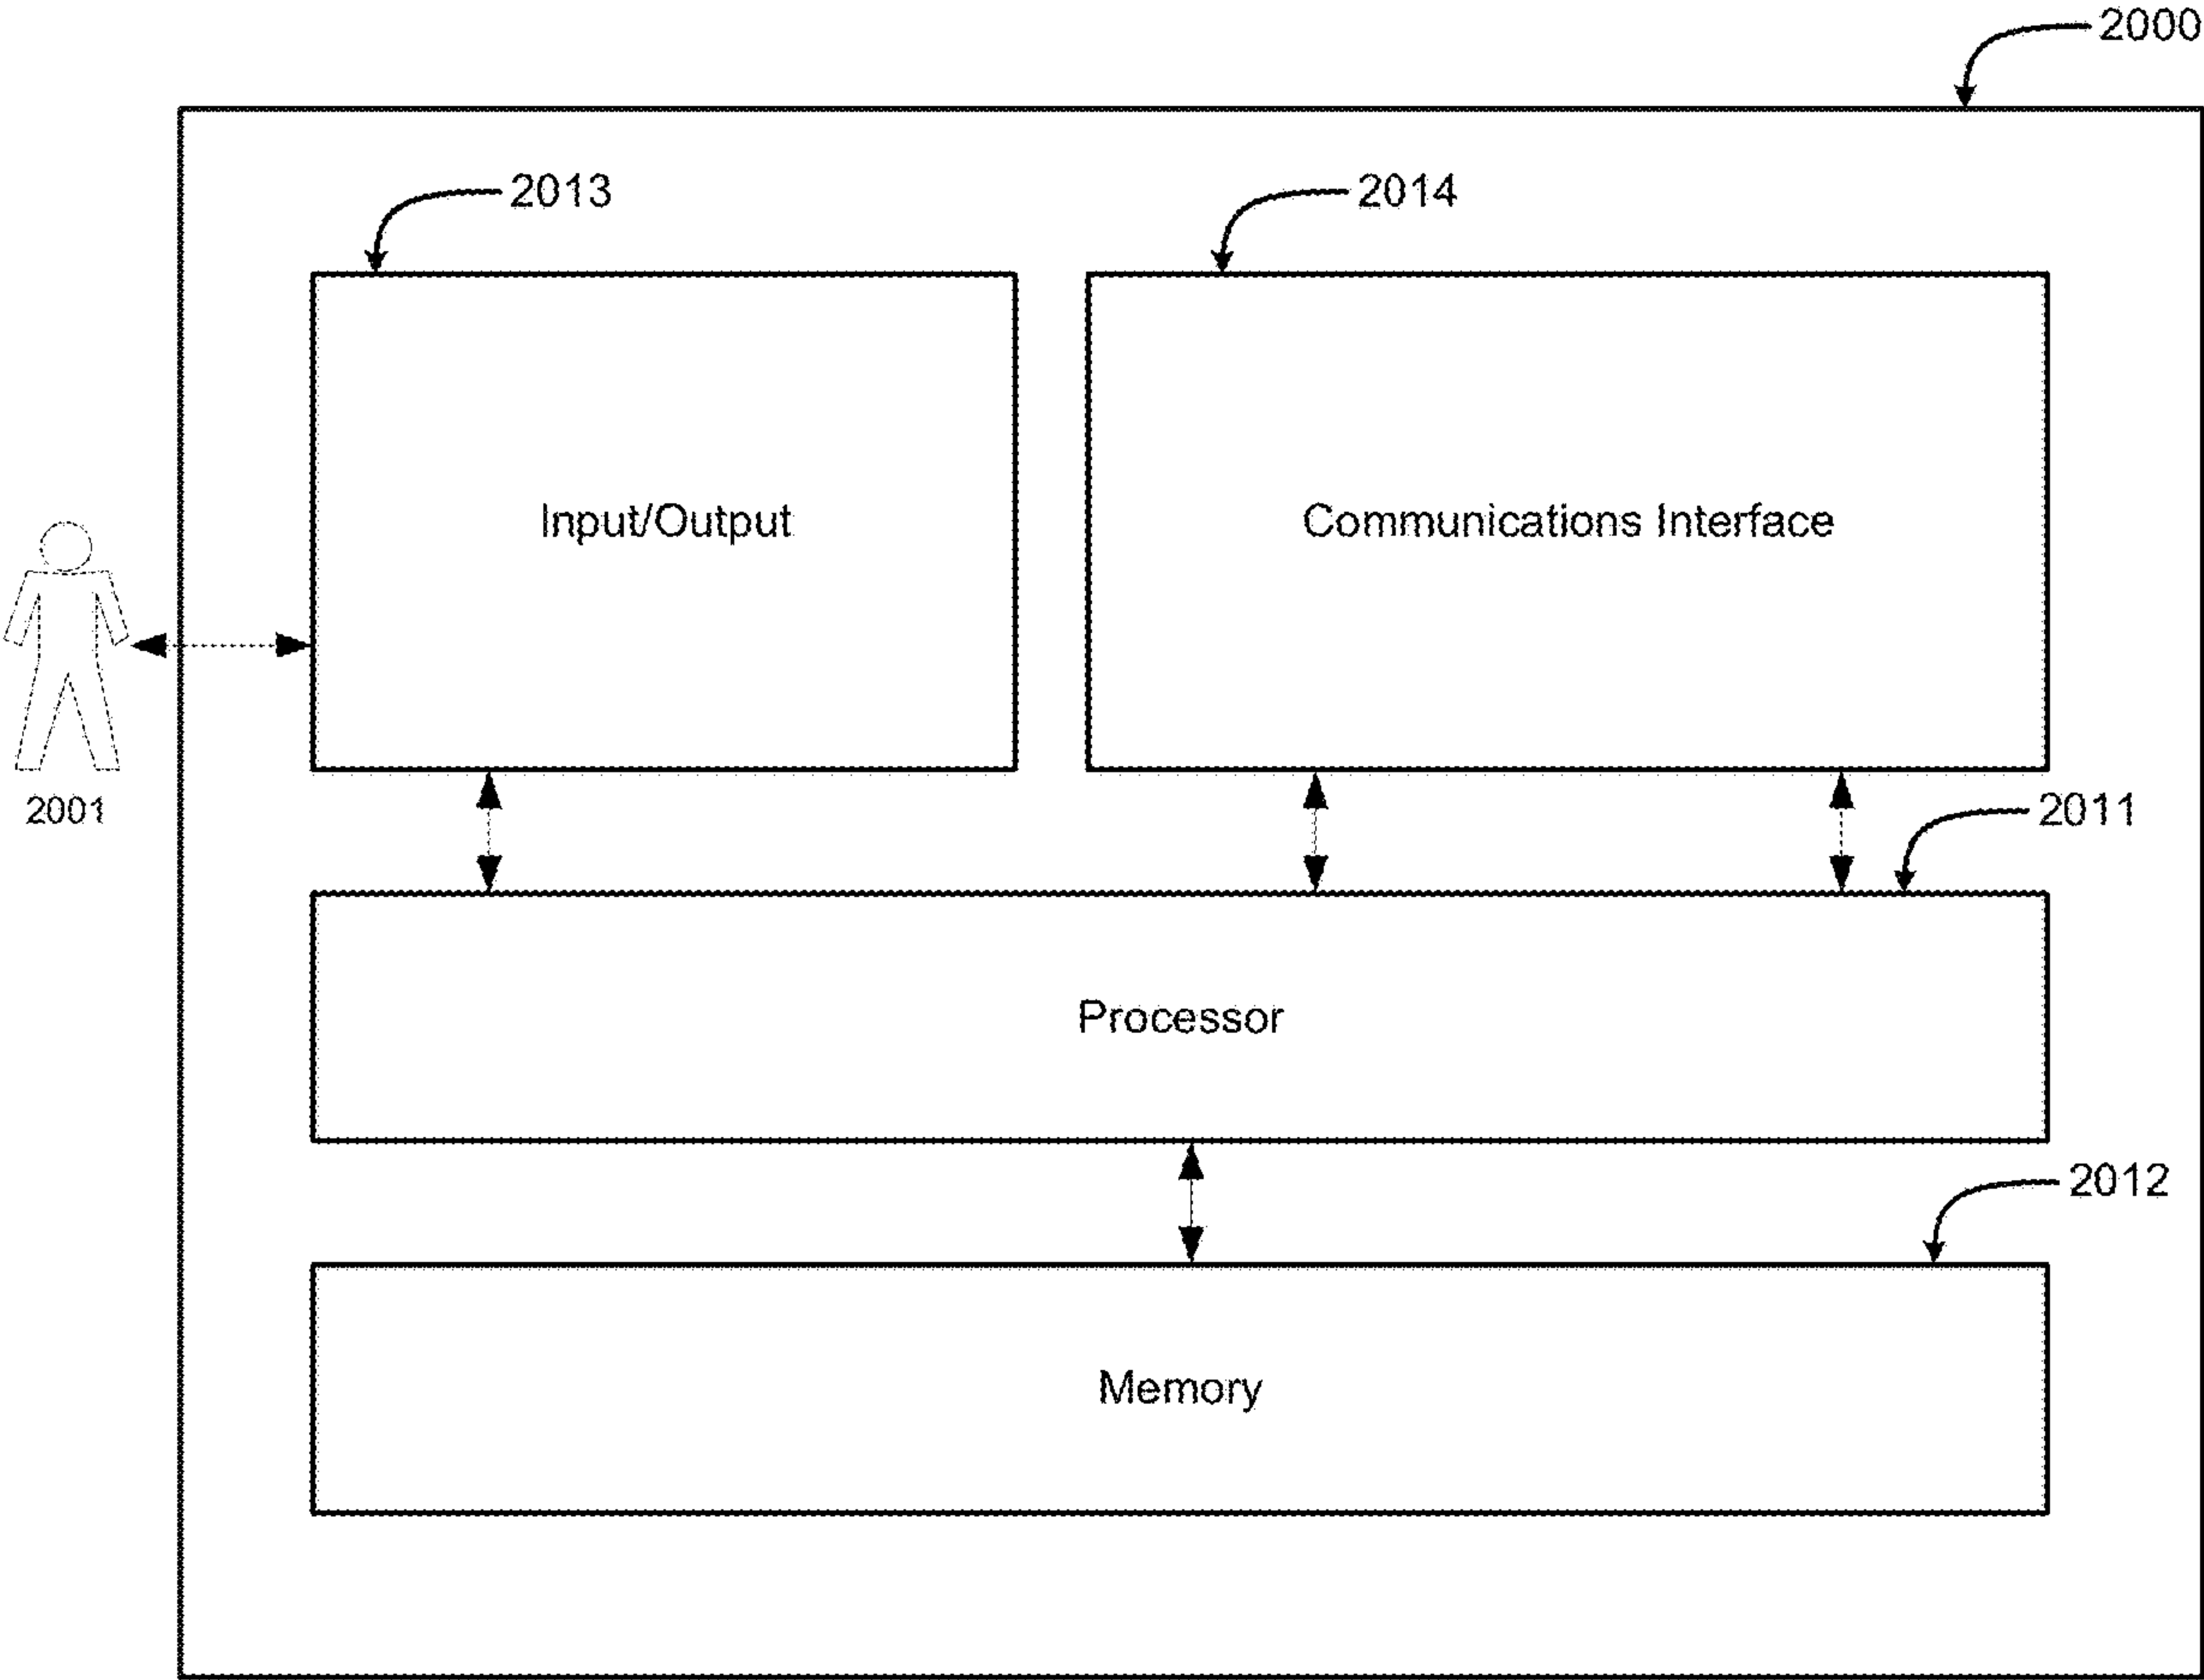 2000
2013
2014
Input/Output
Communications Interface
2001
2011
Processor
2012
Memory